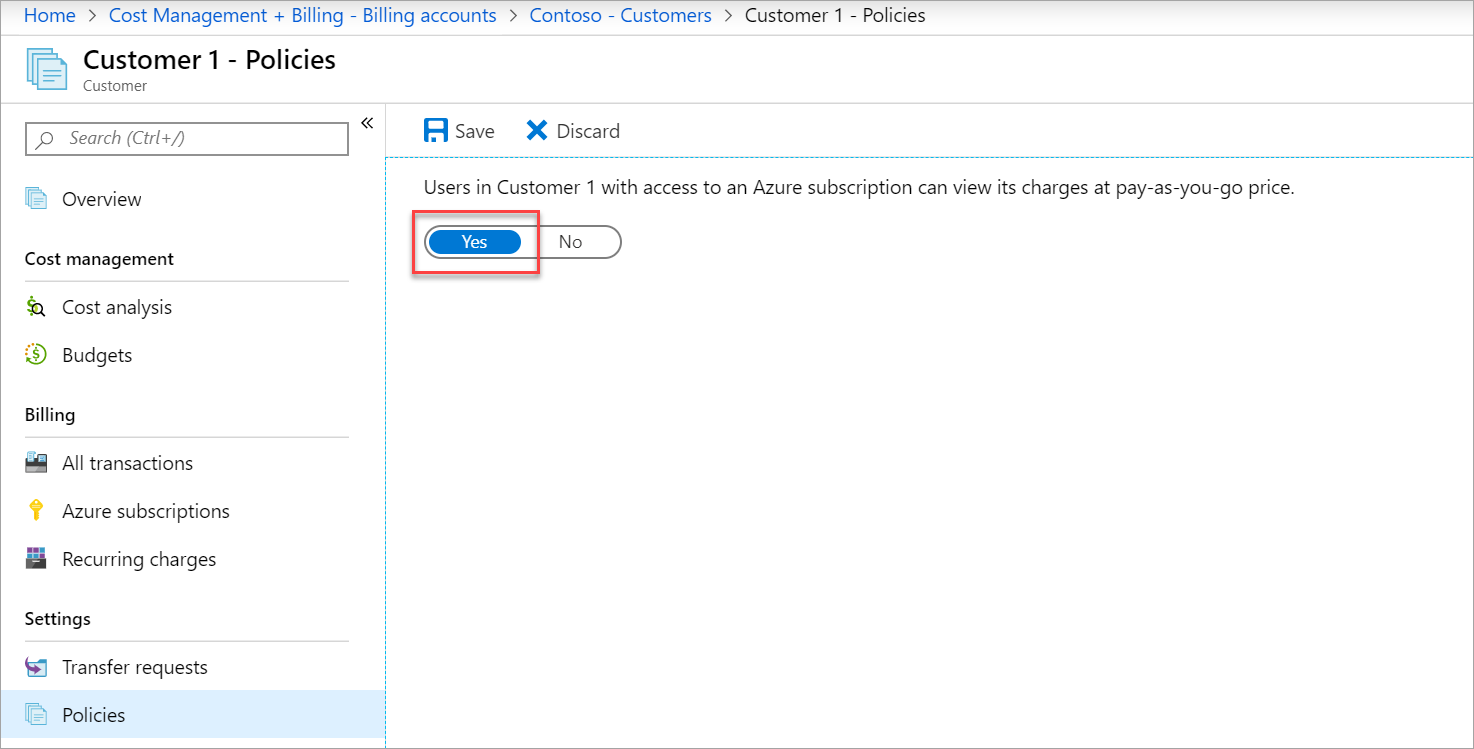 Home > Cost Management + Billing - Billing accounts > Contoso - Customers > Customer 1 - Policies
Customer 1 - Policies
Customer
«
Search (Ctrl+/)
Overview
Cost management
Cost analysis
Budgets
Billing
All transactions
Azure subscriptions
Recurring charges
Settings
Transfer requests
Policies
Save Discard
Users in Customer 1 with access to an Azure subscription can view its charges at pay-as-you-go price.
Yes No